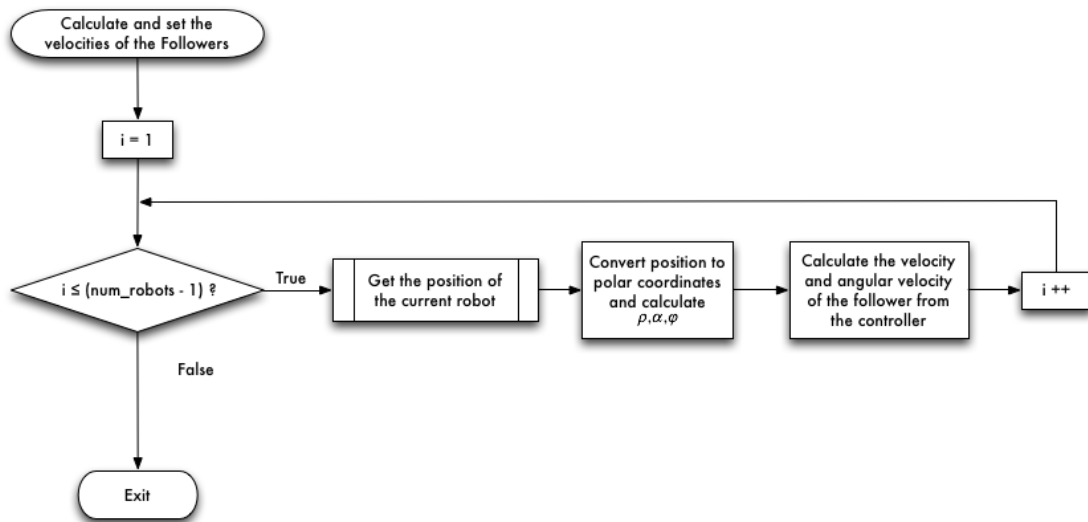 Calculate and set the
velocities of the Followers
i = 1
i ≤ (num_robots - 1) ?
True
Get the position of
the current robot
Convert position to
polar coordinates
and calculate
ρ,α,φ
Calculate the velocity
and angular velocity
of the follower from
the controller
i ++
False
Exit